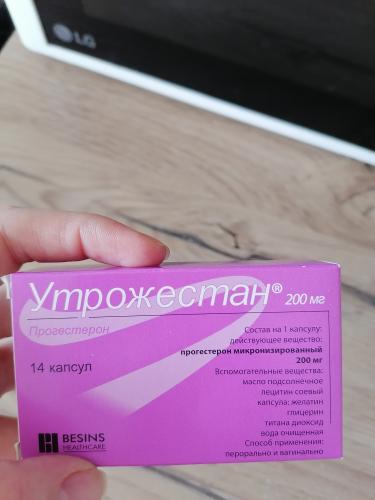 LG
Утрожестан® 200 мг
Прогестерон
14 капсул
Состав на 1 капсулу:
действующее вещество:
прогестерон микронизированный
200 мг
Вспомогательные вещества:
масло подсолнечное
лецитин соевый
капсула: желатин
глицерин
титана диоксид
вода очищенная
Способ применения:
перорально и вагинально
BESINS
HEALTHCARE